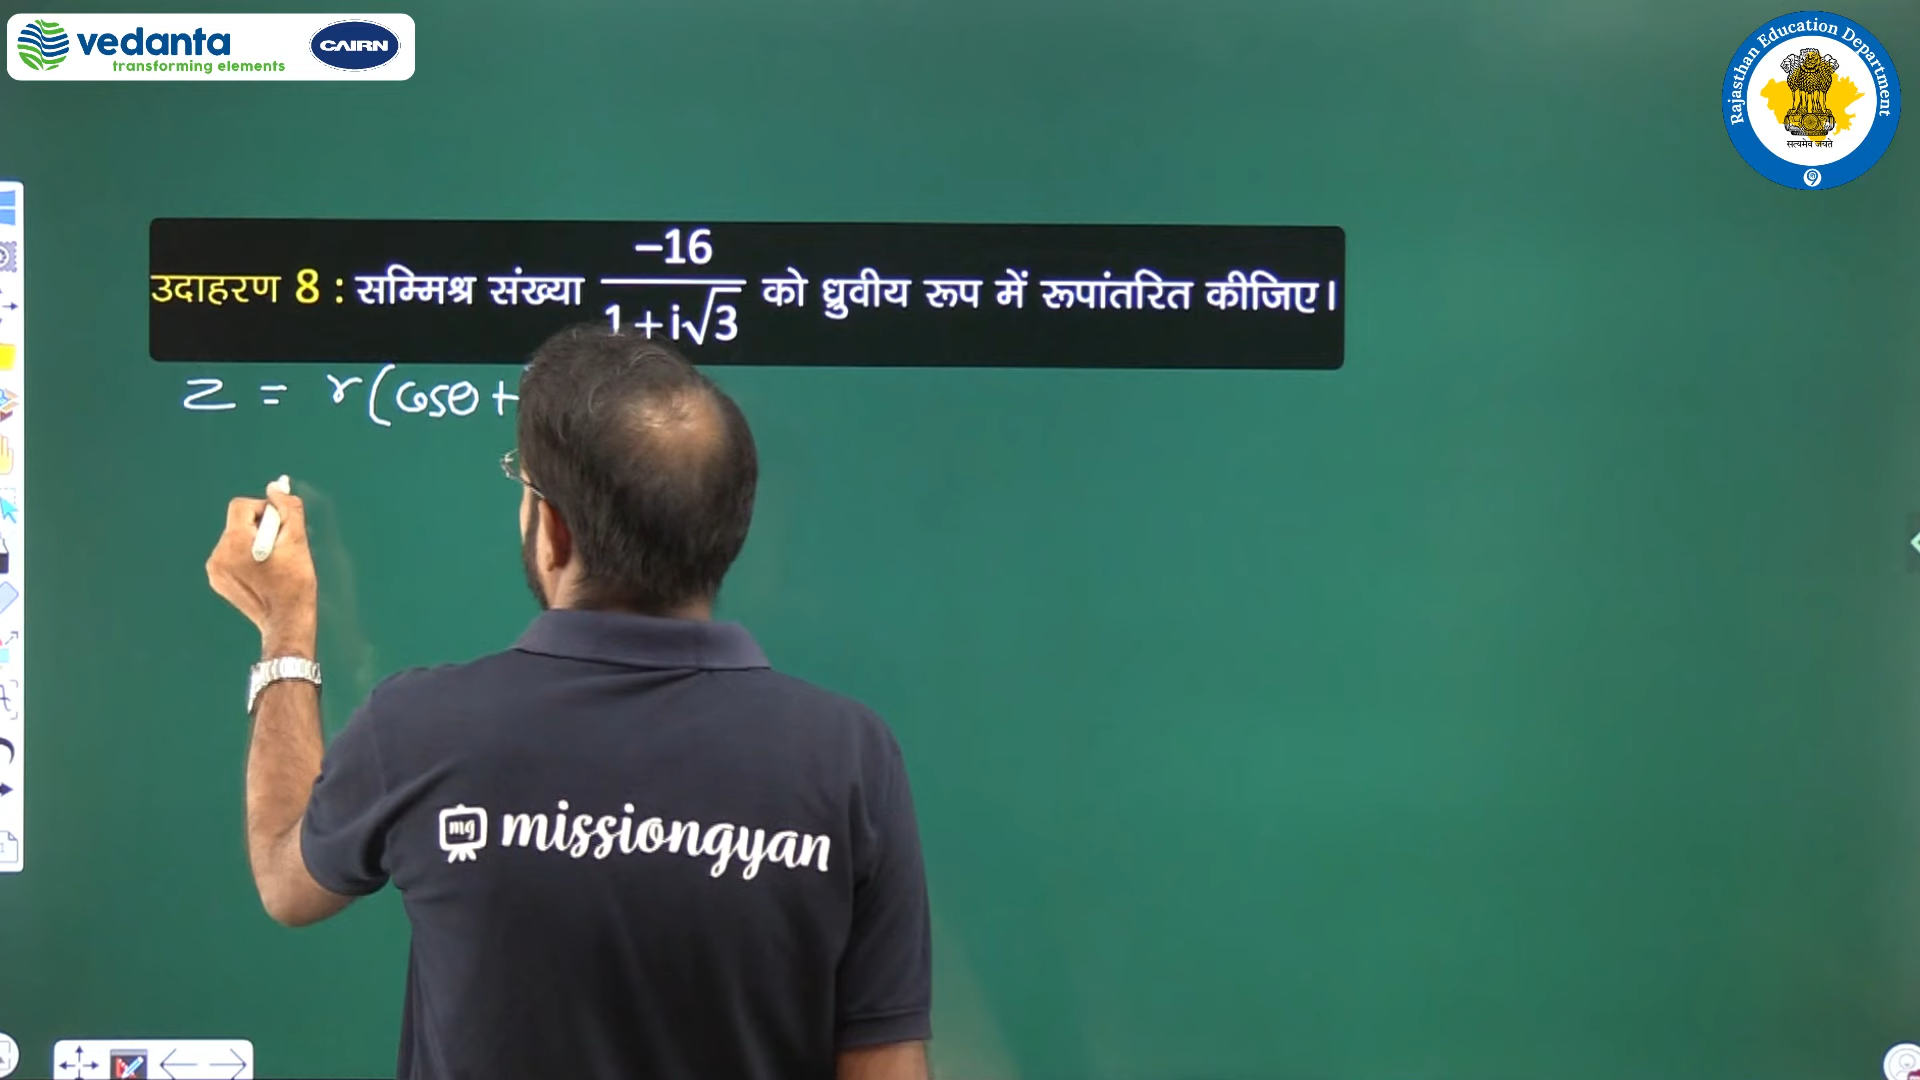 vedanta
transforming elements
CAIRN
Rajasthan Education Department
सत्यमेव जयते
उदाहरण 8 : सम्मिश्र संख्या –16 / 1+i√3 को ध्रुवीय रूप में रूपांतरित कीजिए।
z = r(cosθ+
mg missiongyan